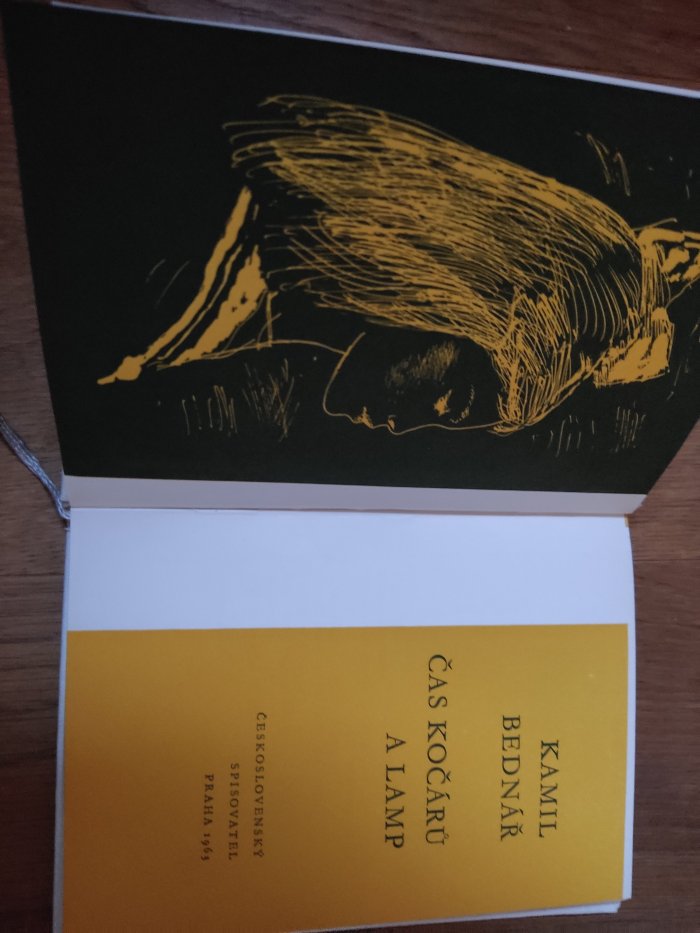 KAMIL
BEDNÁŘ
ČAS KOČÁRŮ
A LAMP
ČESKOSLOVENSKÝ
SPISOVATEL
PRAHA 1963